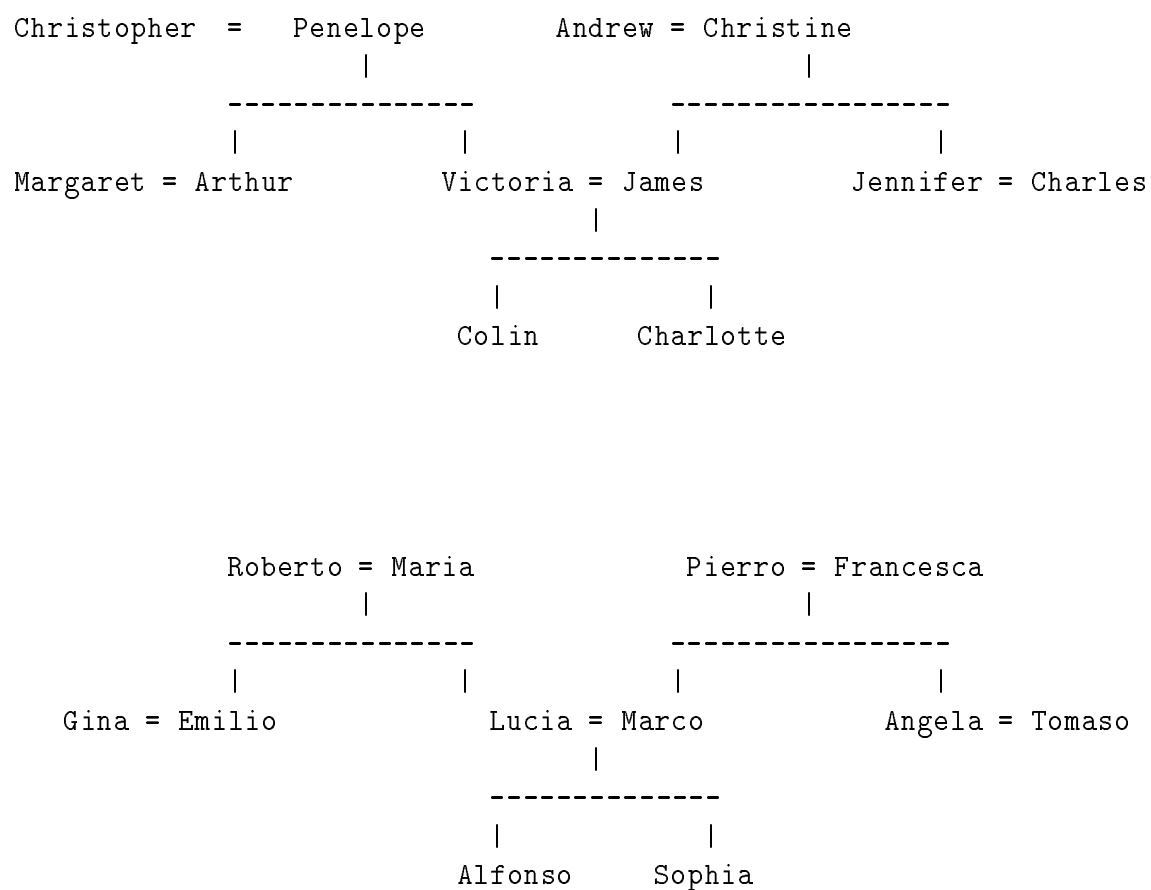 Christopher = Penelope Andrew = Christine
Margaret = Arthur Victoria = James Jennifer = Charles
Colin Charlotte
Roberto = Maria Pierro = Francesca
Gina = Emilio Lucia = Marco Angela = Tomaso
Alfonso Sophia